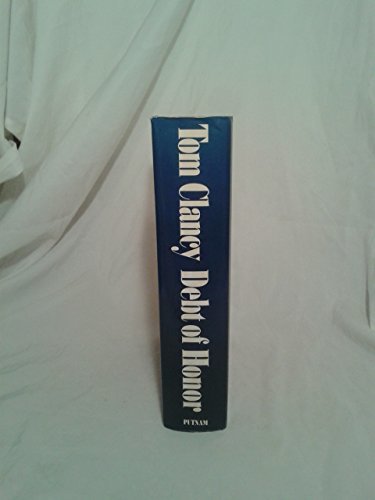 Tom Clancy Debt of Honor
PUTNAM